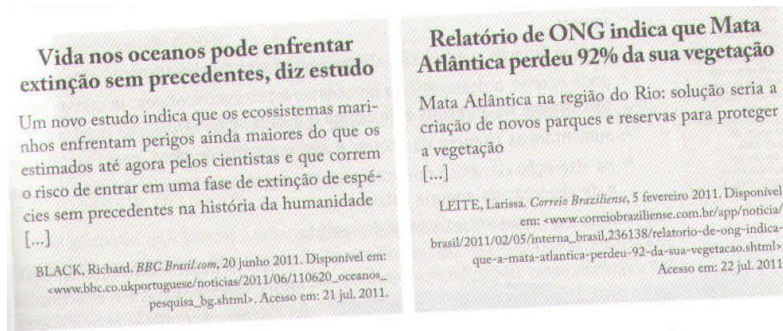 Vida nos oceanos pode enfrentar
extinção sem precedentes, diz estudo
Um novo estudo indica que os ecossistemas mari-
nhos enfrentam perigos ainda maiores do que os
estimados até agora pelos cientistas e que correm
o risco de entrar em uma fase de extinção de espé-
cies sem precedentes na história da humanidade
[...]
BLACK, Richard. BBC Brasil.com, 20 junho 2011. Disponível em:
<www.bbc.co.ukportuguese/noticias/2011/06/110620_oceanos_
pesquisa_bg.shtml>. Acesso em: 21 jul. 2011.
Relatório de ONG indica que Mata
Atlântica perdeu 92% da sua vegetação
Mata Atlântica na região do Rio: solução seria a
criação de novos parques e reservas para proteger
a vegetação
[...]
LEITE, Larissa. Correio Braziliense, 5 fevereiro 2011. Disponível
em: <www.correiobraziliense.com.br/app/noticia/
brasil/2011/02/05/interna_brasil,236138/relatorio-de-ong-indica-
que-a-mata-atlantica-perdeu-92-da-sua-vegetacao.shtml>
Acesso em: 22 jul. 2011